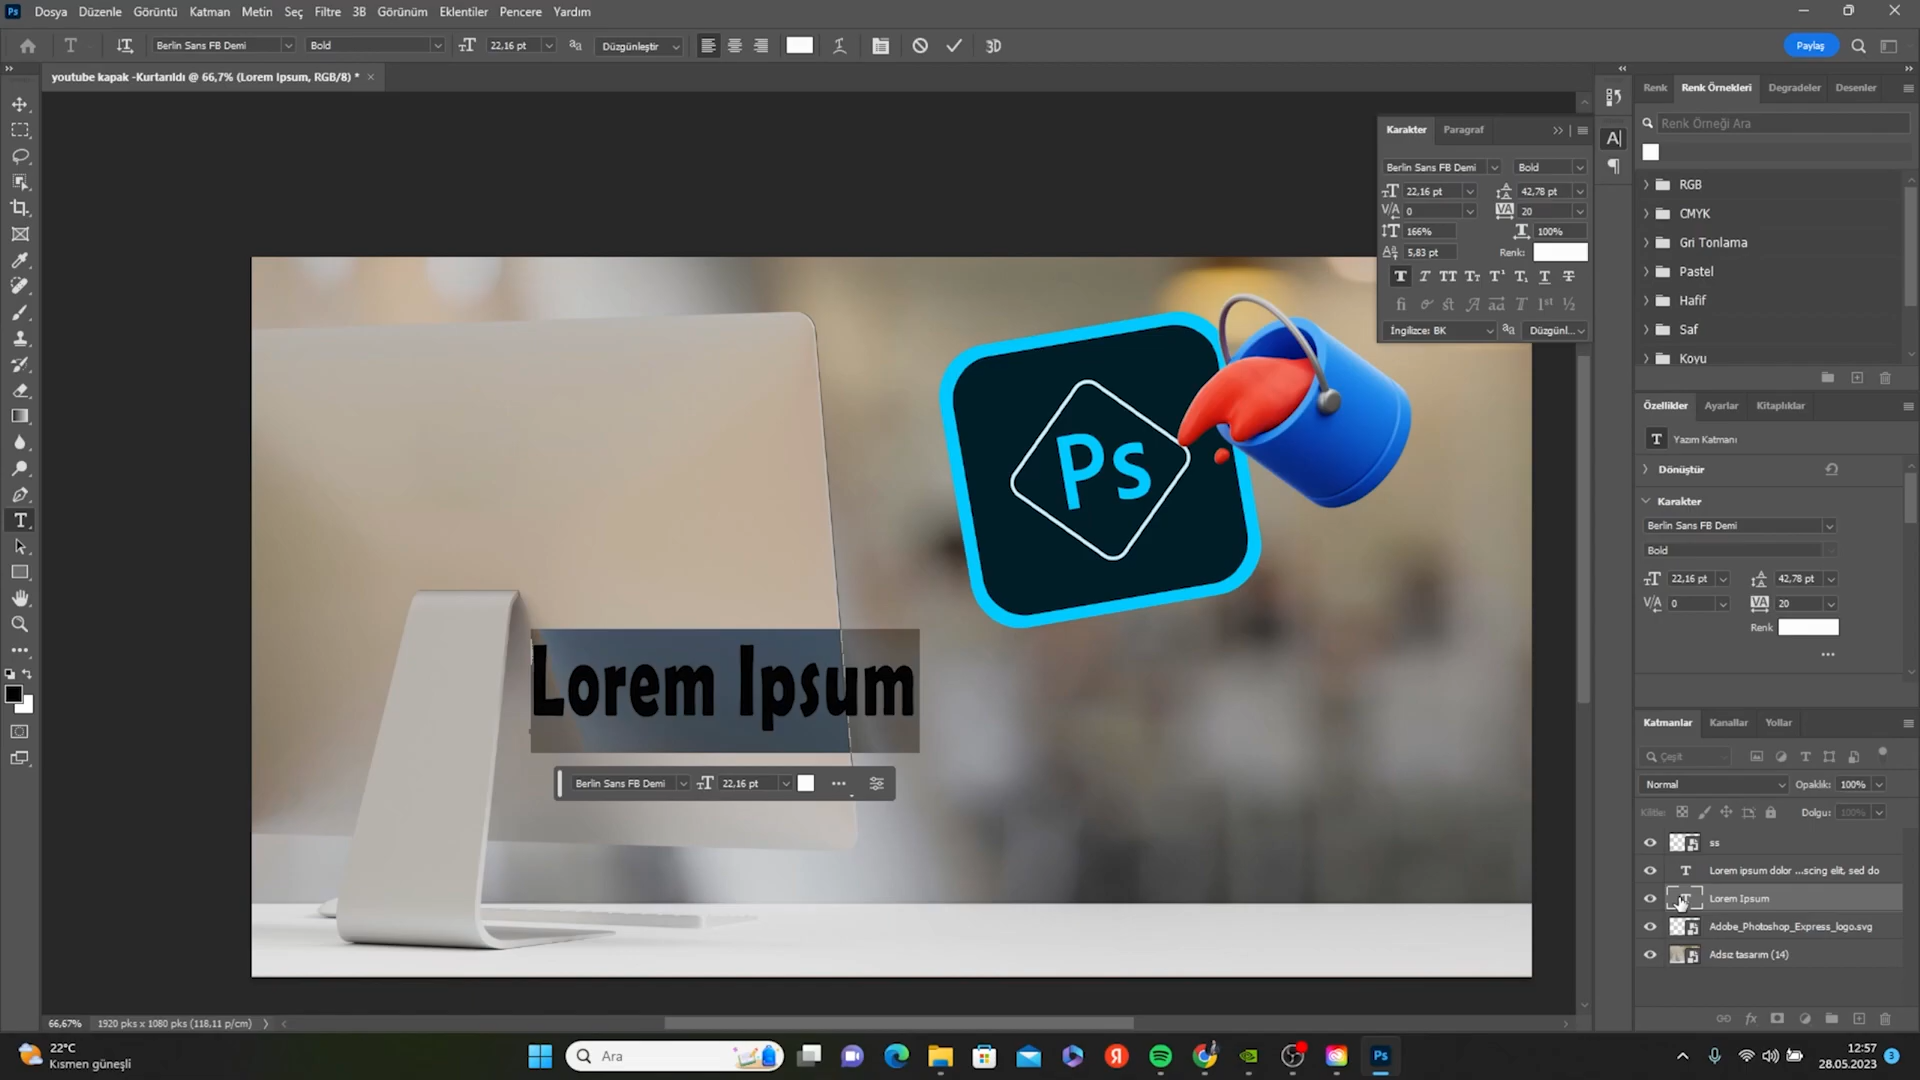 Ps Dosya Düzenle Görüntü Katman Metin Seç Filtre 3B Görünüm Eklentiler Pencere Yardım
T Berlin Sans FB Demi Bold 22,16 pt aa Düzgünleştir 3D Paylaş
youtube kapak -Kurtarıldı @ 66,7% (Lorem Ipsum, RGB/8) *
Renk Renk Örnekleri Degradeler Desenler
Renk Örneği Ara
Karakter Paragraf
Berlin Sans FB Demi Bold
22,16 pt 42,78 pt
0 20
166% 100%
5,83 pt Renk:
İngilizce: BK aa Düzgünl...
RGB
CMYK
Gri Tonlama
Pastel
Hafif
Saf
Koyu
Özellikler Ayarlar Kitaplıklar
T Yazım Katmanı
Dönüştür
Karakter
Berlin Sans FB Demi
Bold
22,16 pt 42,78 pt
0 20
Renk
Ps
Lorem Ipsum
Berlin Sans FB Demi 22,16 pt
Katmanlar Kanallar Yollar
Çeşit
Normal Opaklık: 100%
Kilitle: Dolgu: 100%
ss
T Lorem ipsum dolor ...scing elit, sed do
T Lorem Ipsum
Adobe_Photoshop_Express_logo.svg
Adsız tasarım (14)
66,67% 1920 pks x 1080 pks (118,11 p/cm)
22°C
Kısmen güneşli
Ara
Ps
12:57
28.05.2023
3